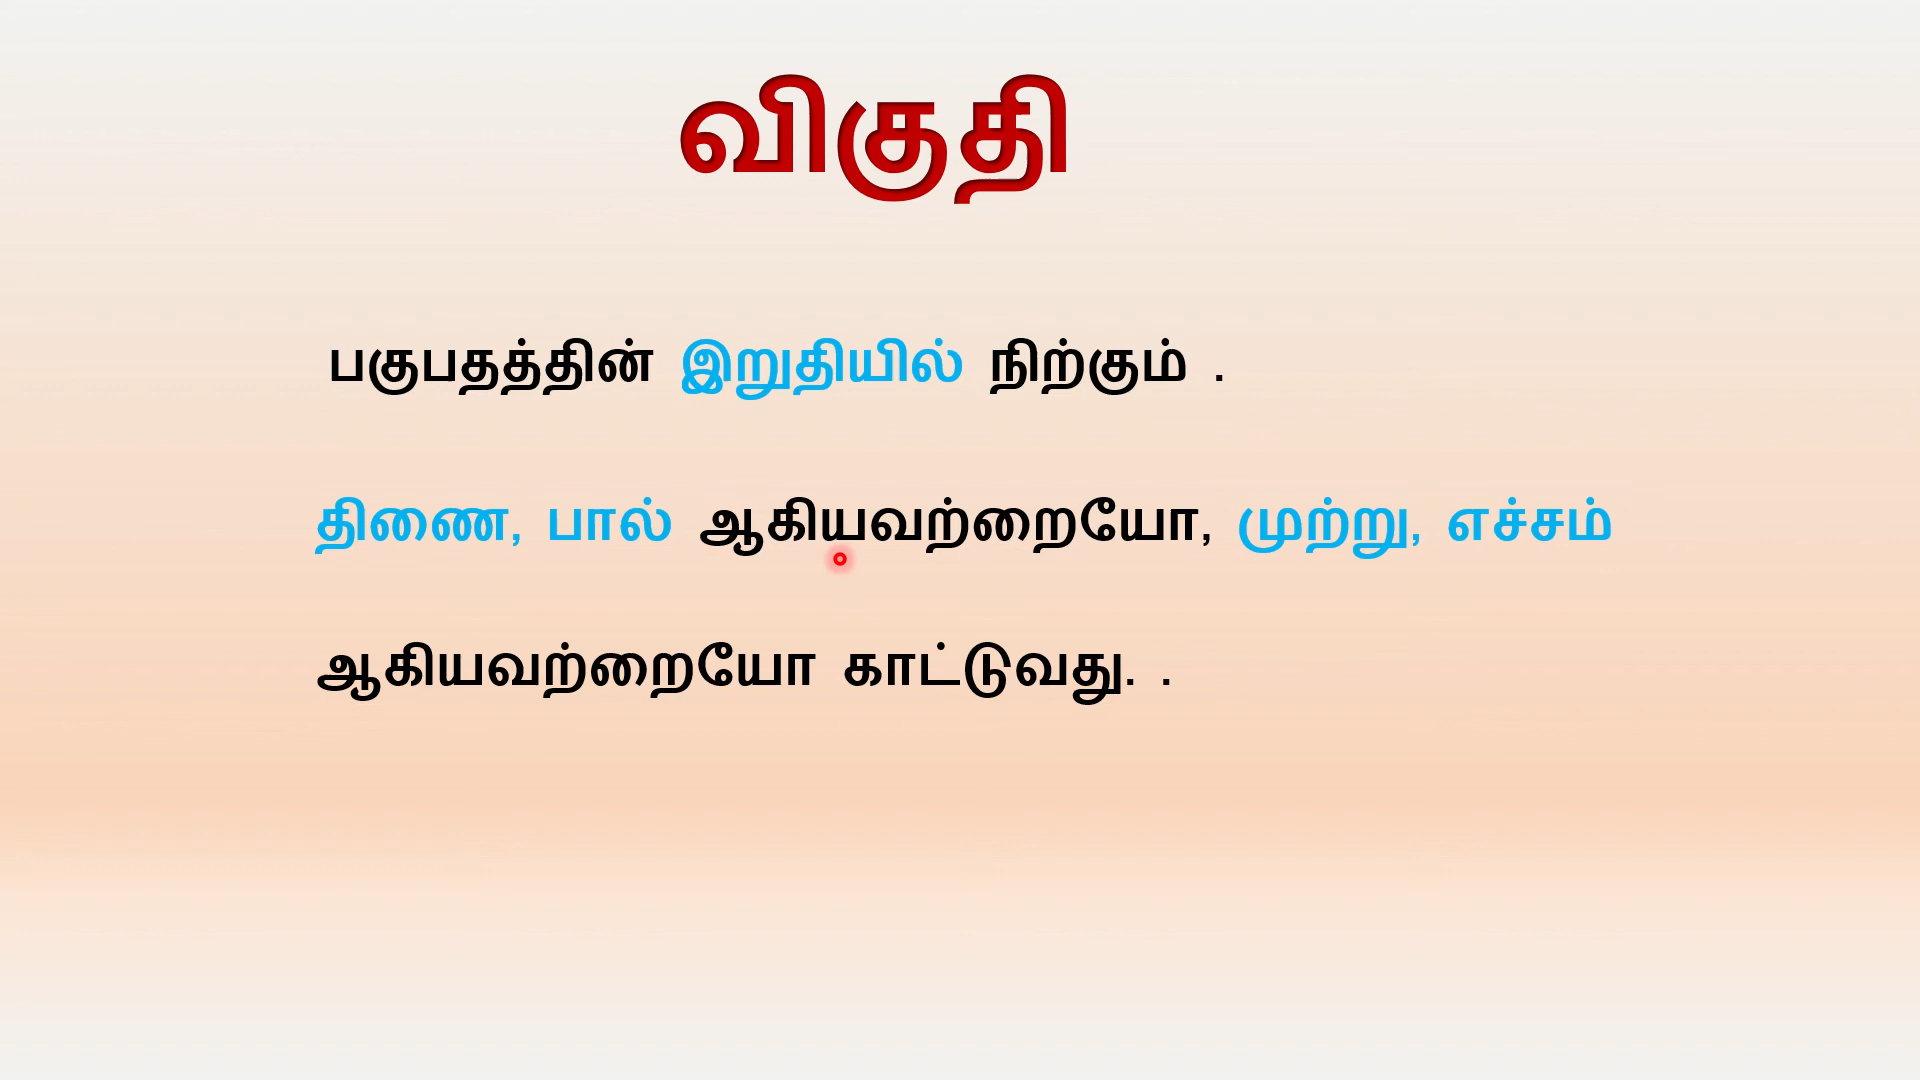 விகுதி
பகுபதத்தின் இறுதியில் நிற்கும் .
திணை, பால் ஆகியவற்றையோ, முற்று, எச்சம்
ஆகியவற்றையோ காட்டுவது. .